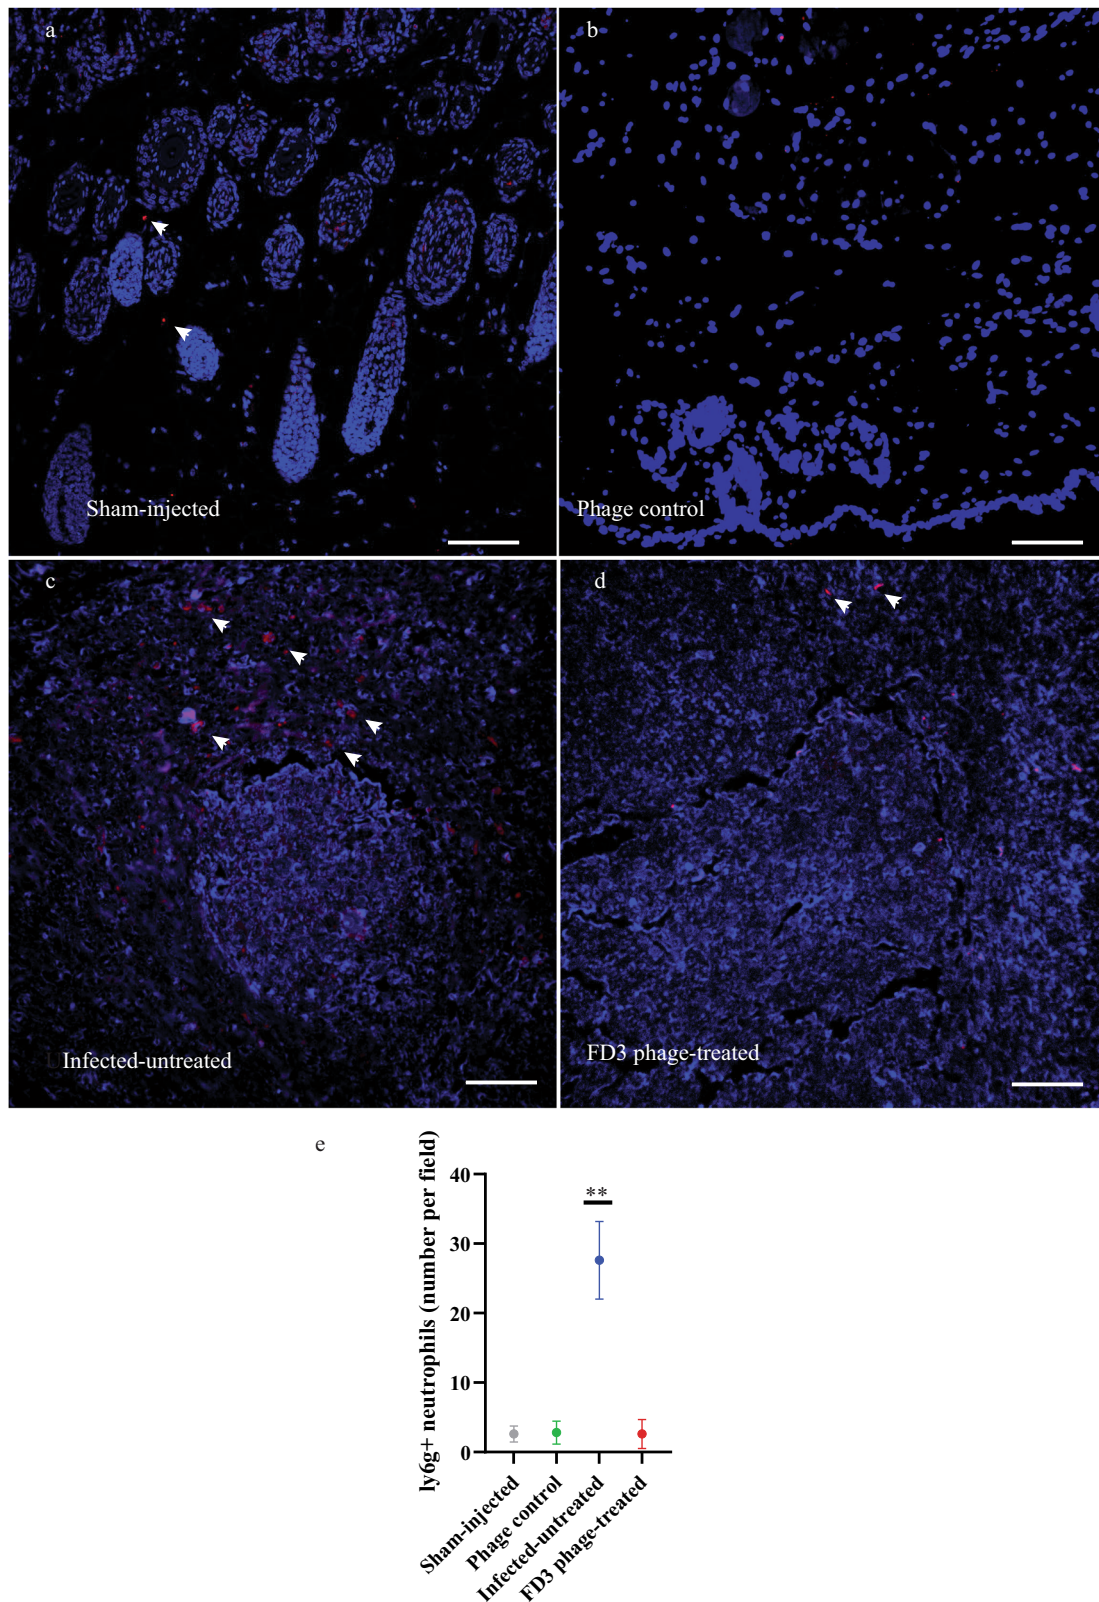 a
b
Sham-injected
Phage control
c
d
Infected-untreated
FD3 phage-treated
e
ly6g+ neutrophils (number per field)
40
30
20
10
0
**
Sham-injected
Phage control
Infected-untreated
FD3 phage-treated